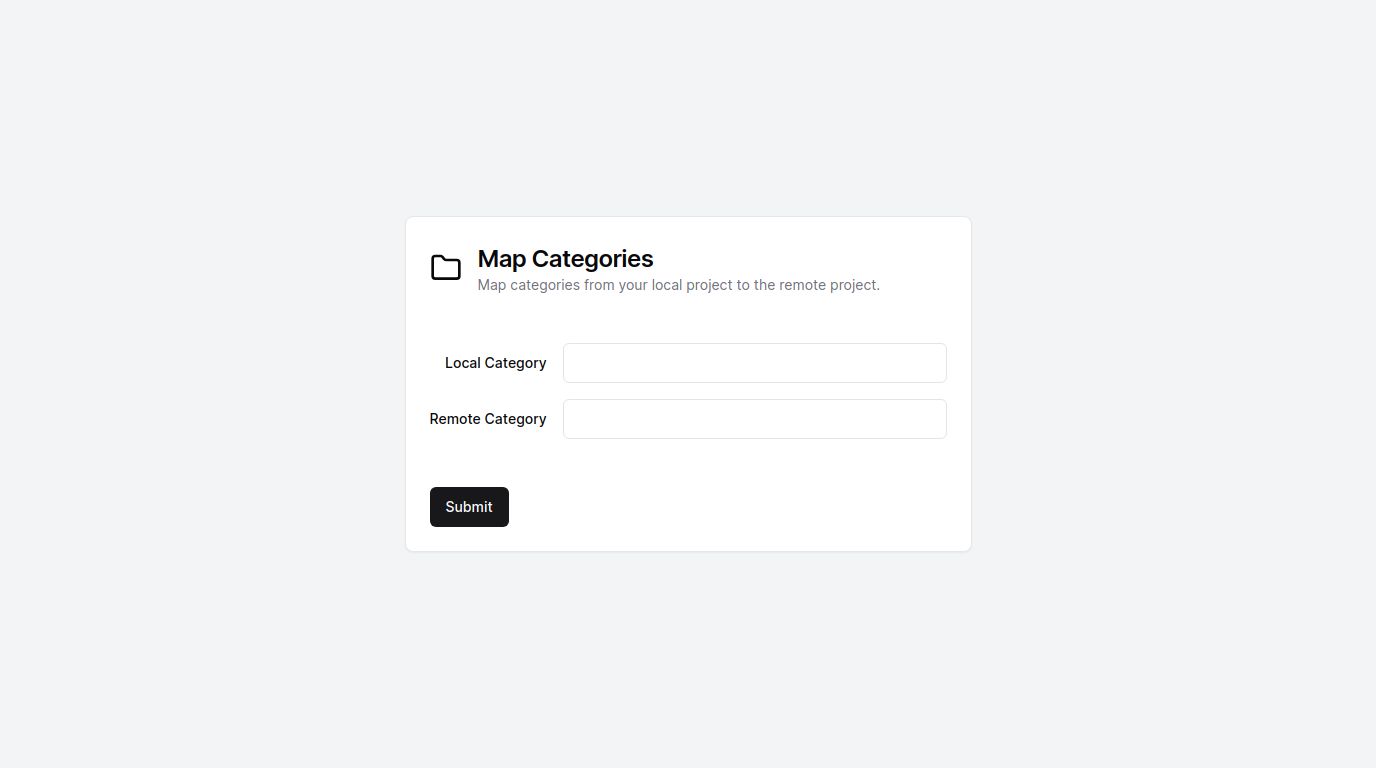 Map Categories
Map categories from your local project to the remote project.
Local Category
Remote Category
Submit